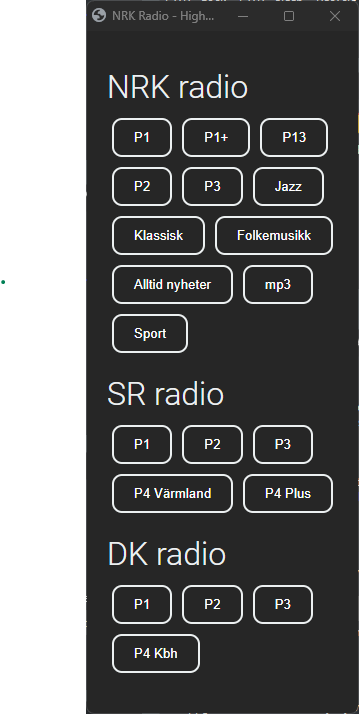 NRK Radio - High...
NRK radio
P1 P1+ P13
P2 P3 Jazz
Klassisk Folkemusikk
Alltid nyheter mp3
Sport
SR radio
P1 P2 P3
P4 Värmland P4 Plus
DK radio
P1 P2 P3
P4 Kbh